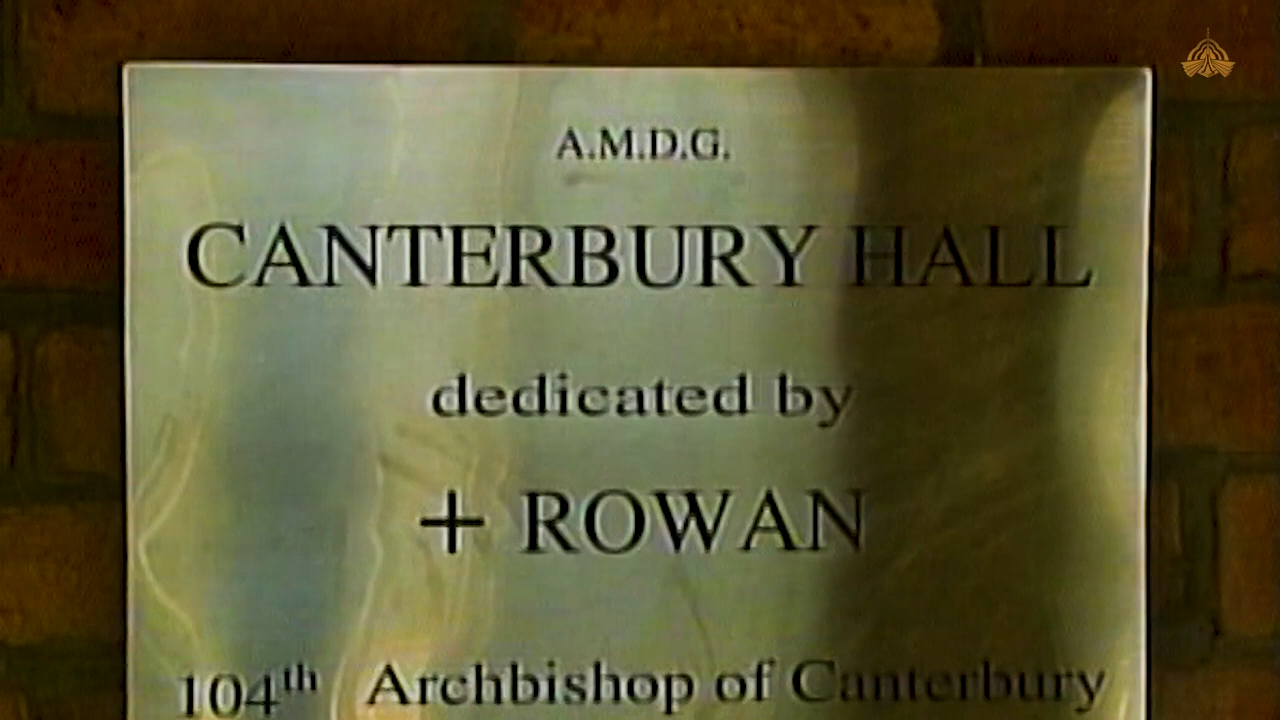 A.M.D.G.
CANTERBURY HALL
dedicated by
+ ROWAN
104th Archbishop of Canterbury